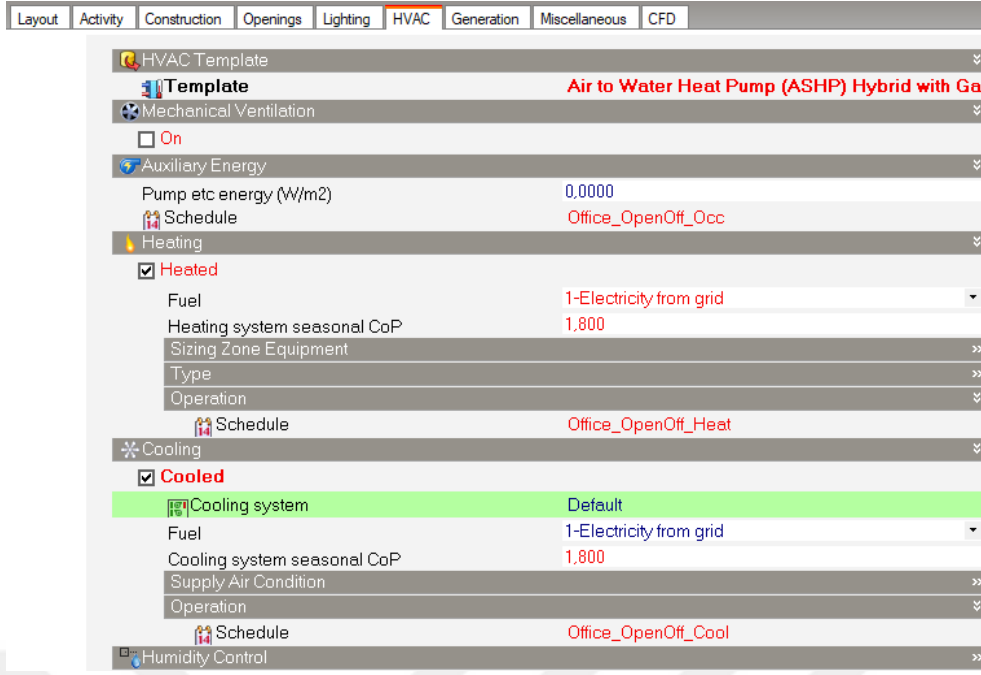 Layout Activity Construction Openings Lighting HVAC Generation Miscellaneous CFD
HVAC Template
Template Air to Water Heat Pump (ASHP) Hybrid with Ga
Mechanical Ventilation
On
Auxiliary Energy
Pump etc energy (W/m2) 0,0000
14 Schedule Office_OpenOff_Occ
Heating
Heated
Fuel 1-Electricity from grid
Heating system seasonal CoP 1,800
Sizing Zone Equipment
Type
Operation
14 Schedule Office_OpenOff_Heat
Cooling
Cooled
Cooling system Default
Fuel 1-Electricity from grid
Cooling system seasonal CoP 1,800
Supply Air Condition
Operation
14 Schedule Office_OpenOff_Cool
Humidity Control